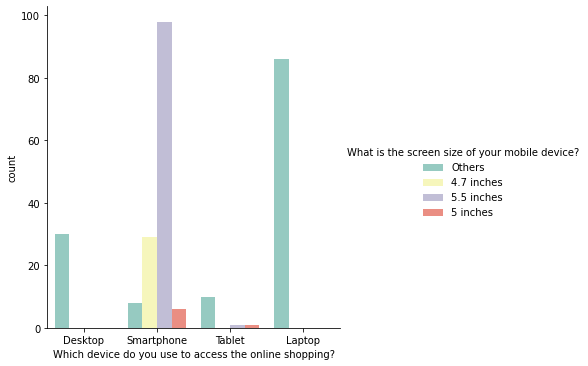 100
80
60
40
20
0
count
Desktop
Smartphone
Tablet
Laptop
Which device do you use to access the online shopping?
What is the screen size of your mobile device?
Others
4.7 inches
5.5 inches
5 inches